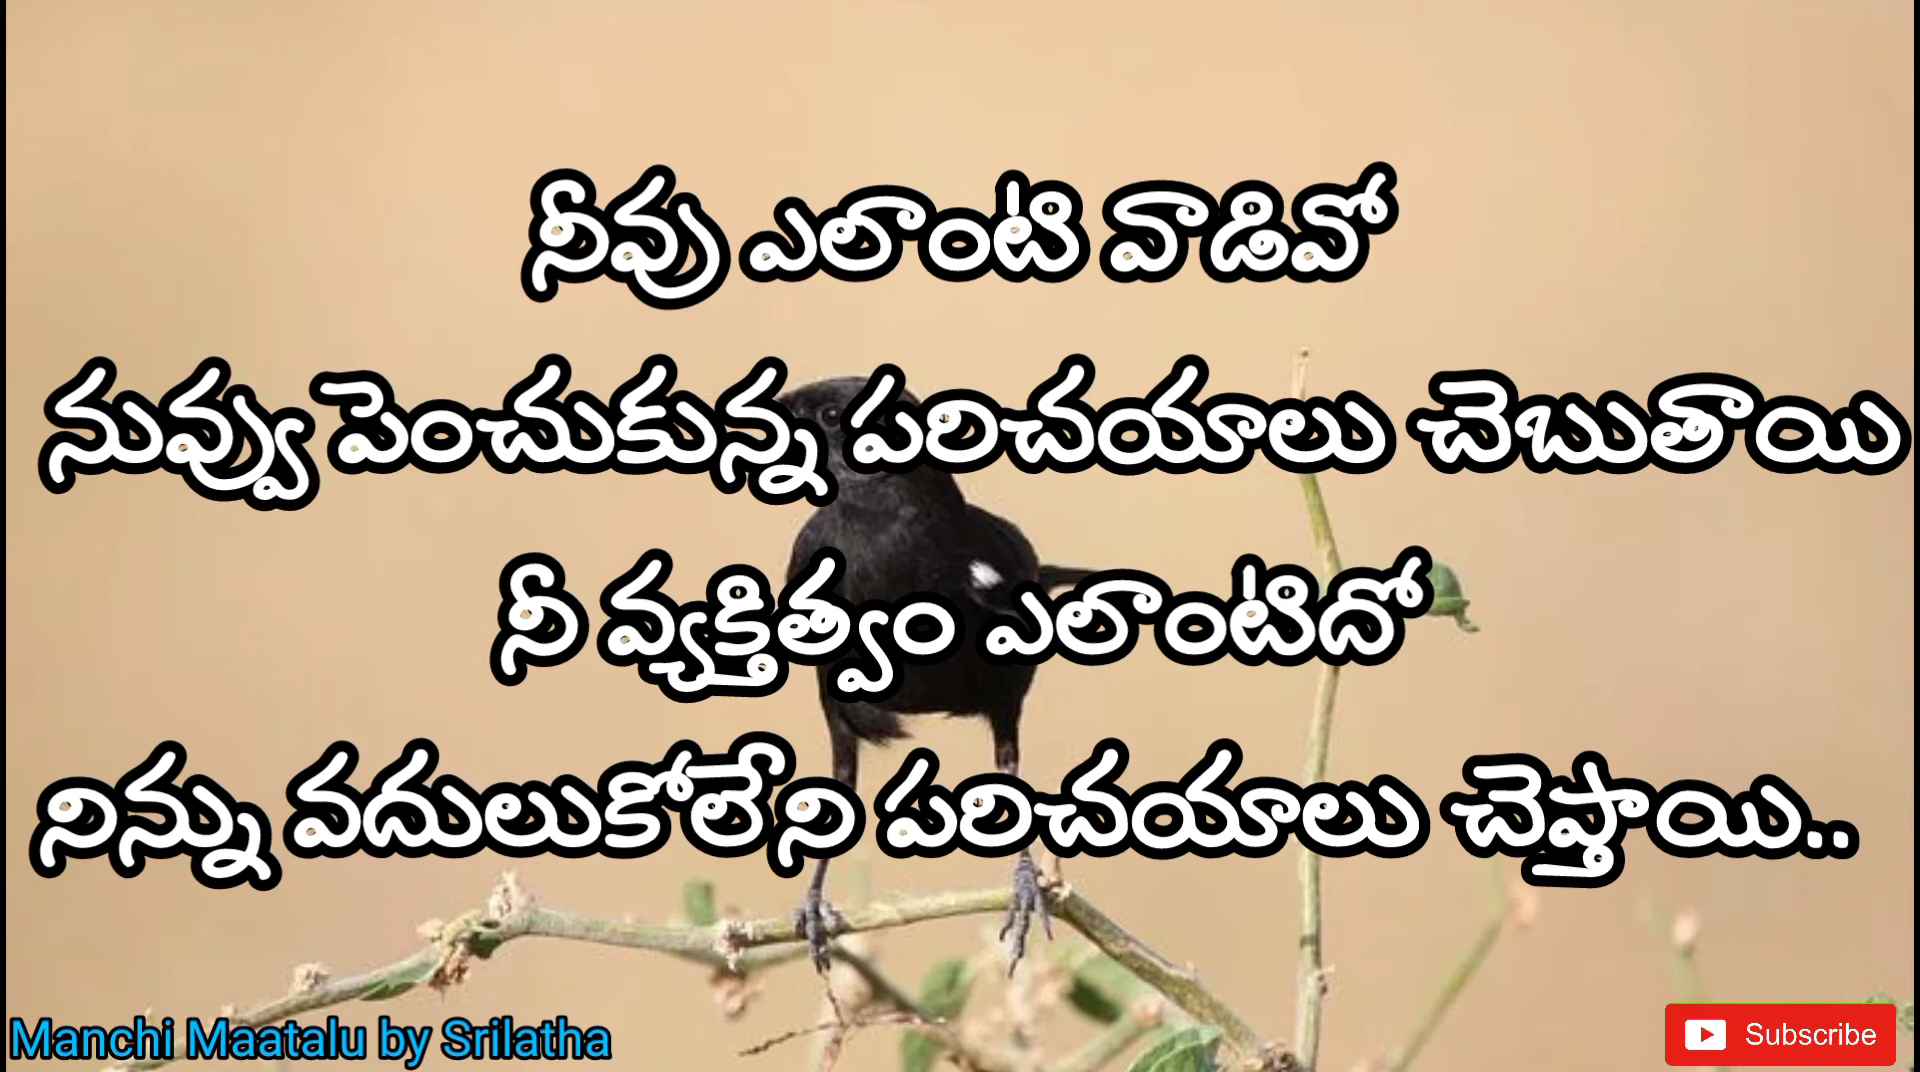 నీవు ఎలాంటి వాడివో
నువ్వు పెంచుకున్న పరిచయాలు చెబుతాయి
నీ వ్యక్తిత్వం ఎలాంటిదో
నిన్ను వదులుకోలేని పరిచయాలు చెప్తాయి..
Manchi Maatalu by Srilatha
Subscribe